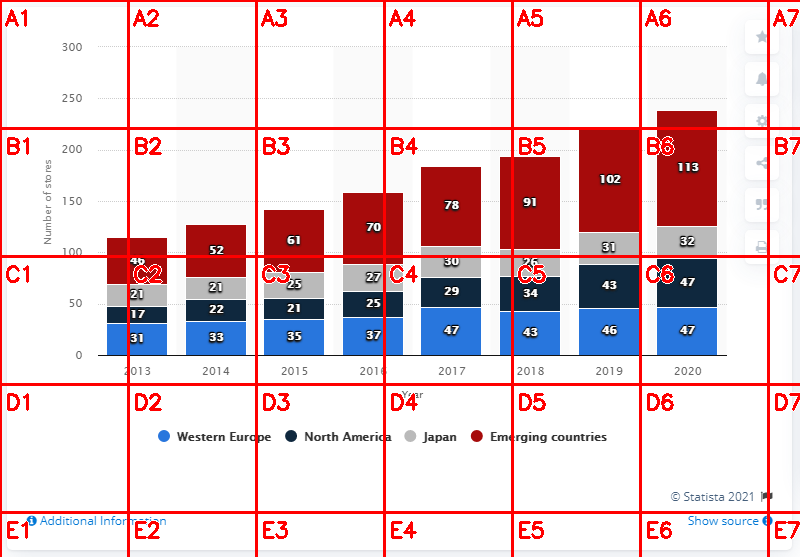 A1 A2 A3 A4 A5 A6 A7
300
250
B1 B2 B3 B4 B5 B6 B7
200
150
100
Number of stores
46 52 61 70 78 91 102 113
C1 C2 C3 C4 C5 C6 C7
21 21 25 27 30 26 31 32
17 22 21 25 29 34 43 47
31 33 35 37 47 43 46 47
50
0
2013 2014 2015 2016 2017 2018 2019 2020
Year
D1 D2 D3 D4 D5 D6 D7
Western Europe North America Japan Emerging countries
© Statista 2021
Additional Information Show source
E1 E2 E3 E4 E5 E6 E7